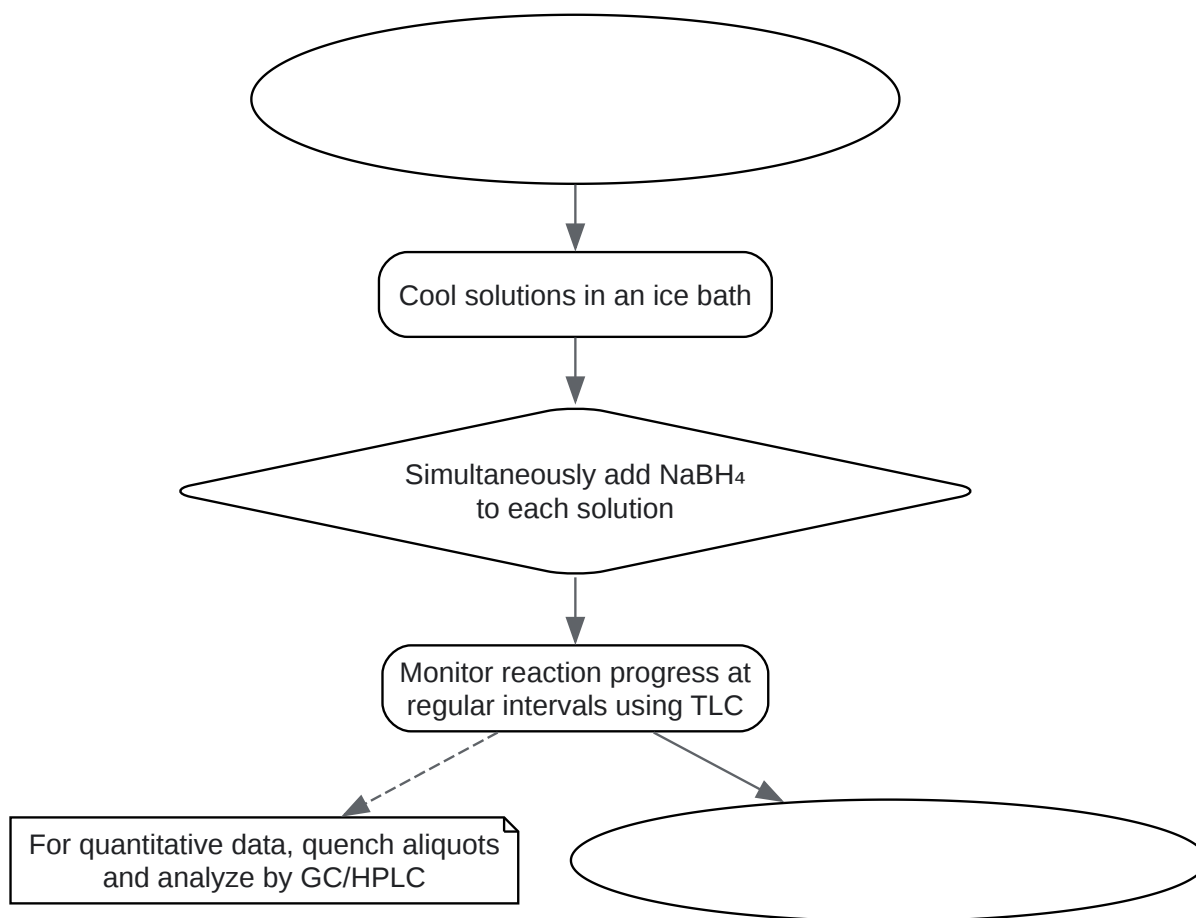 Cool solutions in an ice bath
Simultaneously add NaBH₄
to each solution
Monitor reaction progress at
regular intervals using TLC
For quantitative data, quench aliquots
and analyze by GC/HPLC